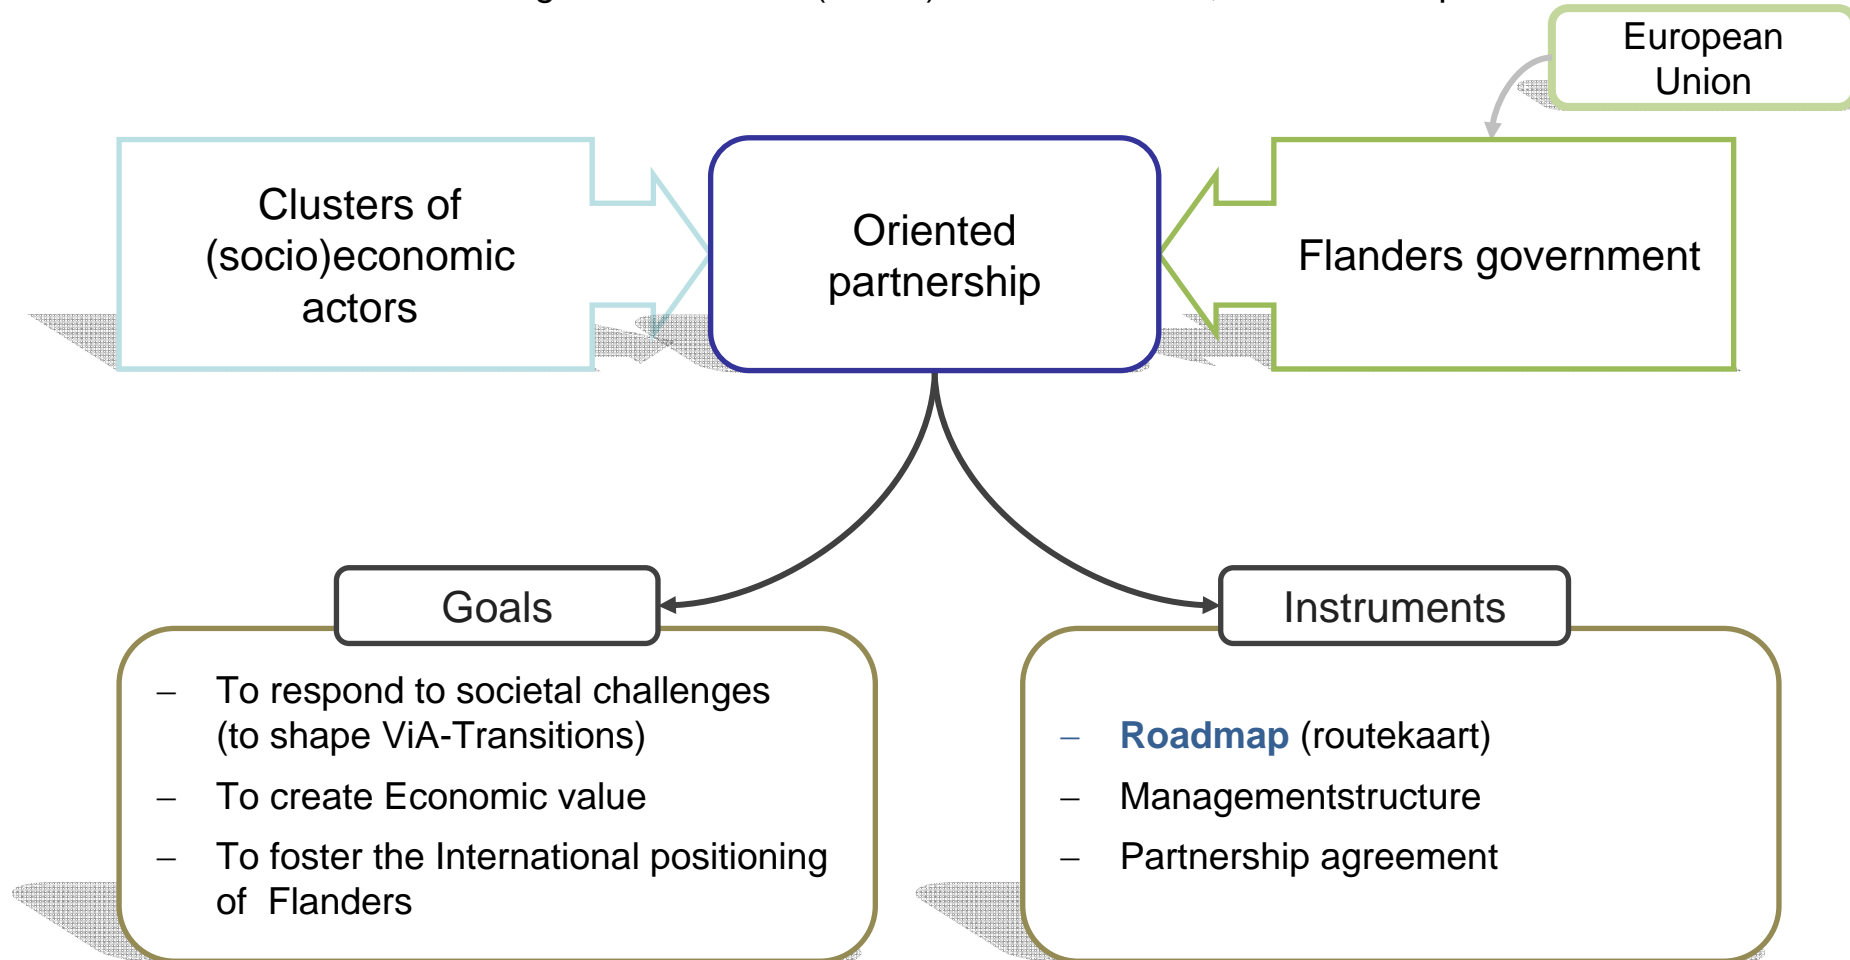 European
Union
Clusters of
(socio)economic
actors
Oriented
partnership
Flanders government
Goals
– To respond to societal challenges
(to shape ViA-Transitions)
– To create Economic value
– To foster the International positioning
of Flanders
Instruments
– Roadmap (routekaart)
– Managementstructure
– Partnership agreement